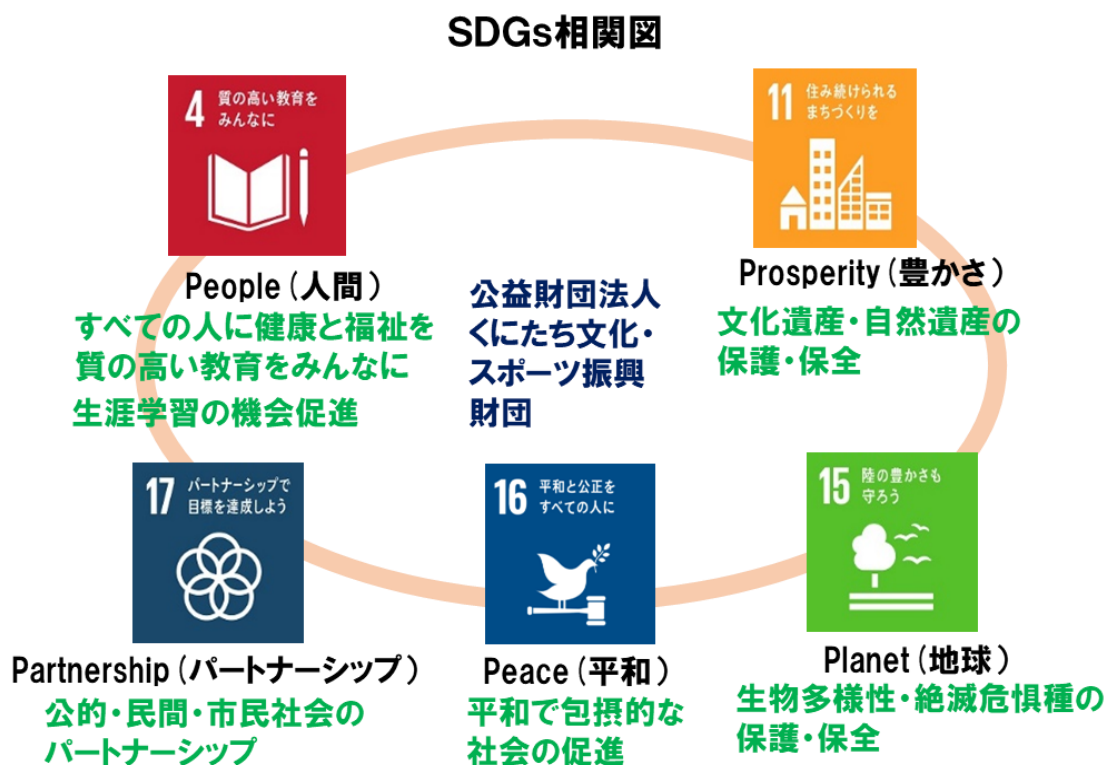 SDGs相関図
4 質の高い教育を
みんなに
People(人間)
すべての人に健康と福祉を
質の高い教育をみんなに
生涯学習の機会促進
公益財団法人
くにたち文化・
スポーツ振興
財団
11 住み続けられる
まちづくりを
Prosperity(豊かさ)
文化遺産・自然遺産の
保護・保全
17 パートナーシップで
目標を達成しよう
Partnership(パートナーシップ)
公的・民間・市民社会の
パートナーシップ
16 平和と公正を
すべての人に
Peace(平和)
平和で包摂的な
社会の促進
15 陸の豊かさも
守ろう
Planet(地球)
生物多様性・絶滅危惧種の
保護・保全